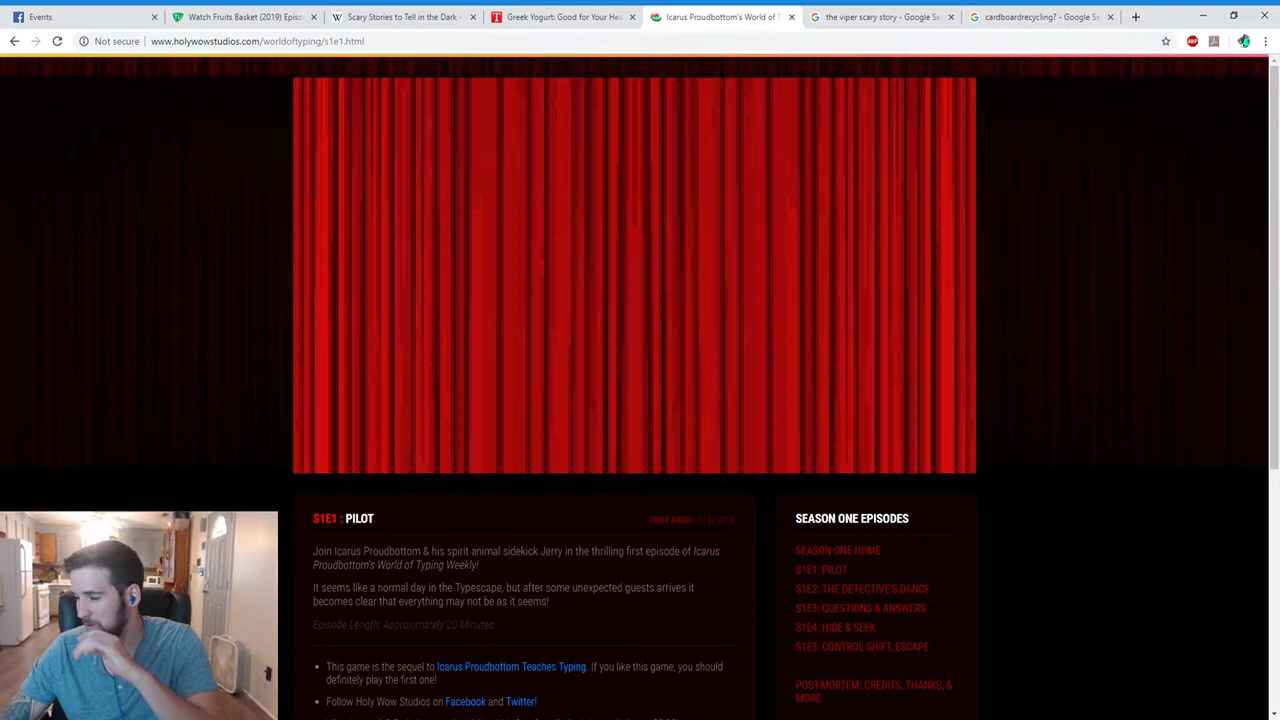 Events
Watch Fruits Basket (2019) Episo
Scary Stories to Tell in the Dark -
Greek Yogurt: Good for Your Hea
Icarus Proudbottom's World of T
the viper scary story - Google Se
cardboardrecycling? - Google Se
Not secure
www.holywowstudios.com/worldoftyping/s1e1.html
S1E1 : PILOT
FIRST AIRED:
Join Icarus Proudbottom & his spirit animal sidekick Jerry in the thrilling first episode of Icarus
Proudbottom's World of Typing Weekly!
It seems like a normal day in the Typescape, but after some unexpected guests arrives it
becomes clear that everything may not be as it seems!
Episode Length: Approximately 20 Minutes
This game is the sequel to Icarus Proudbottom Teaches Typing. If you like this game, you should
definitely play the first one!
Follow Holy Wow Studios on Facebook and Twitter!
SEASON ONE EPISODES
SEASON ONE HOME
S1E1: PILOT
S1E2: THE DETECTIVE'S DANCE
S1E3: QUESTIONS & ANSWERS
S1E4: HIDE & SEEK
S1E5: CONTROL, SHIFT, ESCAPE
POST-MORTEM: CREDITS, THANKS, &
MORE